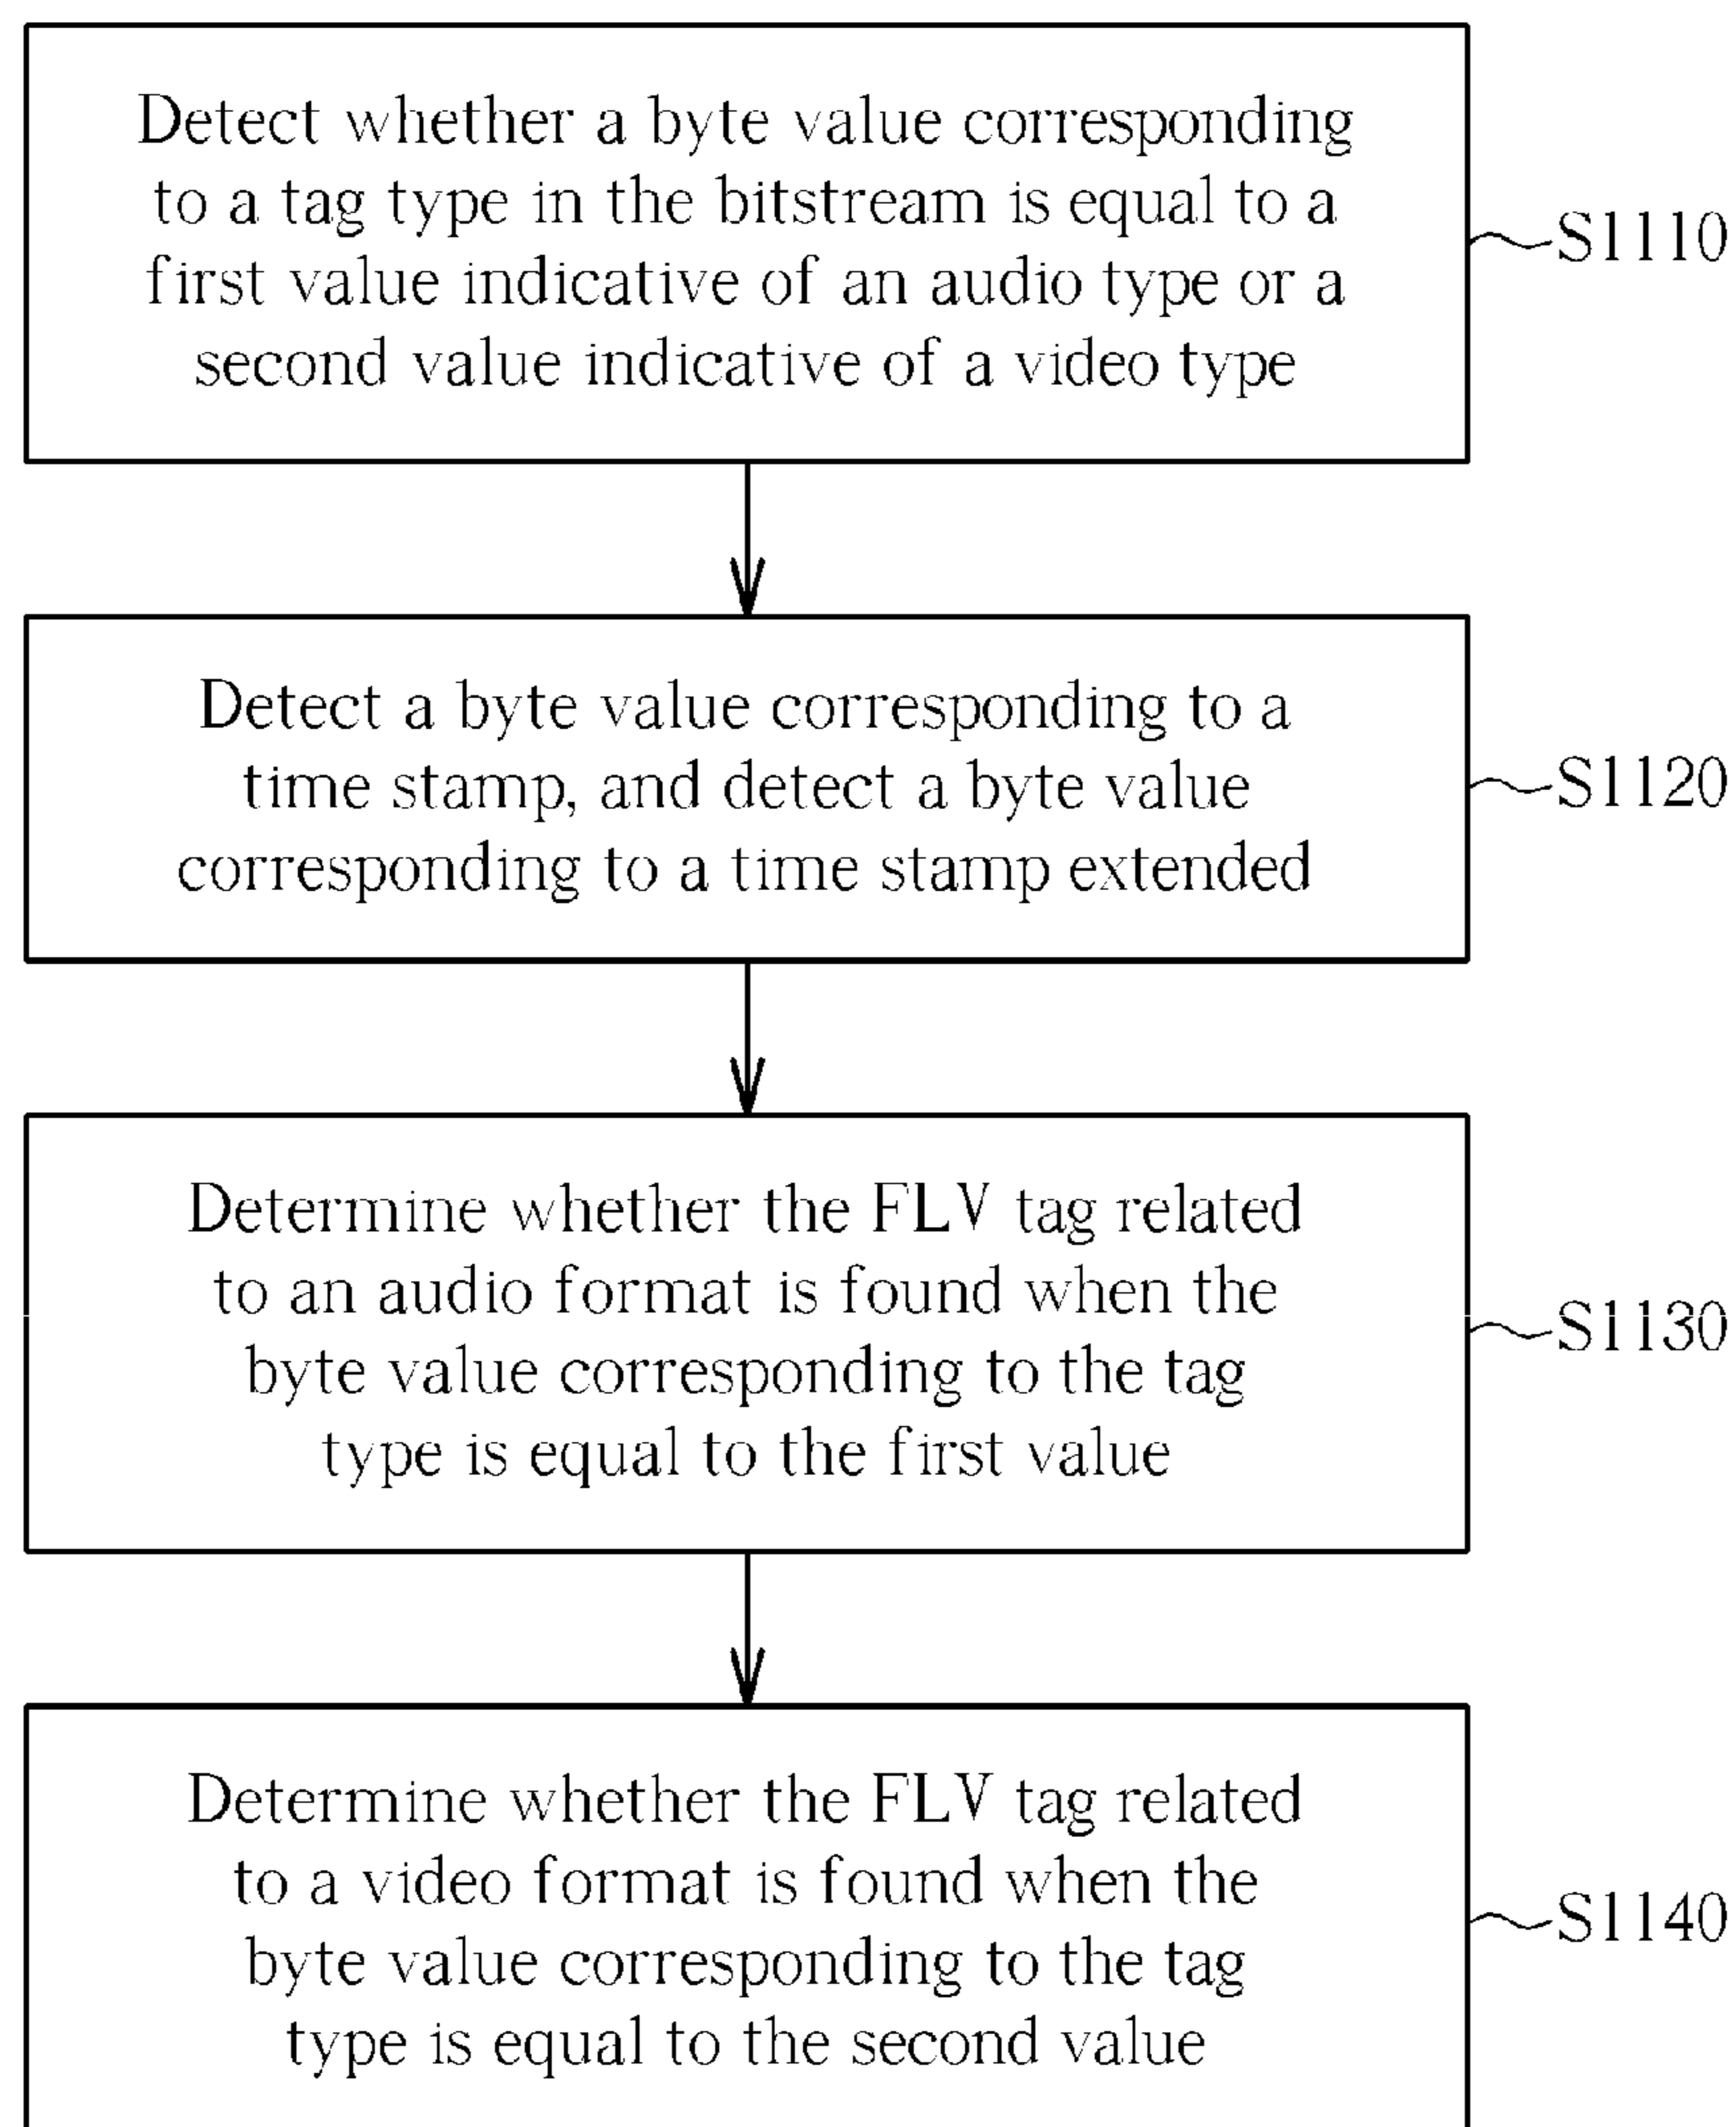 Detect whether a byte value corresponding
to a tag type in the bitstream is equal to a
first value indicative of an audio type or a
second value indicative of a video type
S1110
Detect a byte value corresponding to a
time stamp, and detect a byte value
corresponding to a time stamp extended
S1120
Determine whether the FLV tag related
to an audio format is found when the
byte value corresponding to the tag
type is equal to the first value
S1130
Determine whether the FLV tag related
to a video format is found when the
byte value corresponding to the tag
type is equal to the second value
S1140